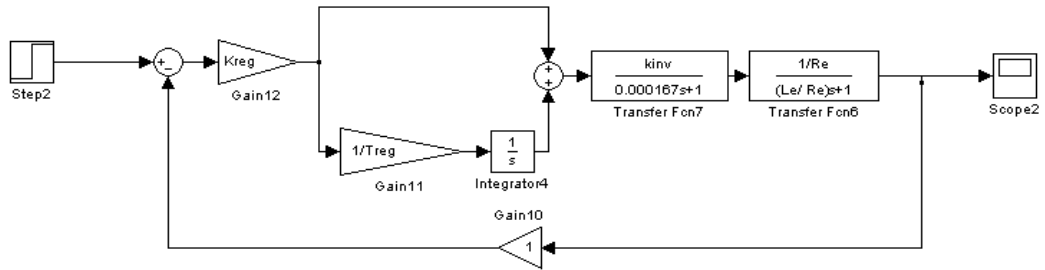 Step2
+
−
Kreg
Gain12
1/Treg
Gain11
1
s
Integrator4
+
+
kinv
0.000167s+1
Transfer Fcn7
1/Re
(Le/ Re)s+1
Transfer Fcn6
Scope2
Gain10
1